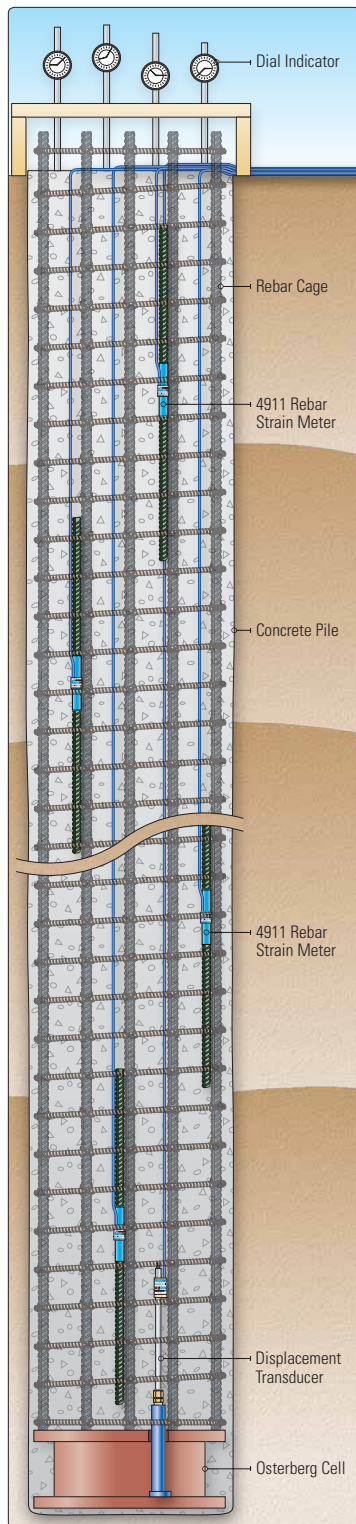 Dial Indicator
Rebar Cage
4911 Rebar
Strain Meter
Concrete Pile
4911 Rebar
Strain Meter
Displacement
Transducer
Osterberg Cell